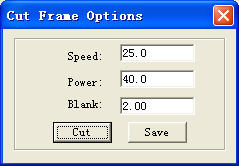 Cut Frame Options
Speed: 25.0
Power: 40.0
Blank: 2.00
Cut Save